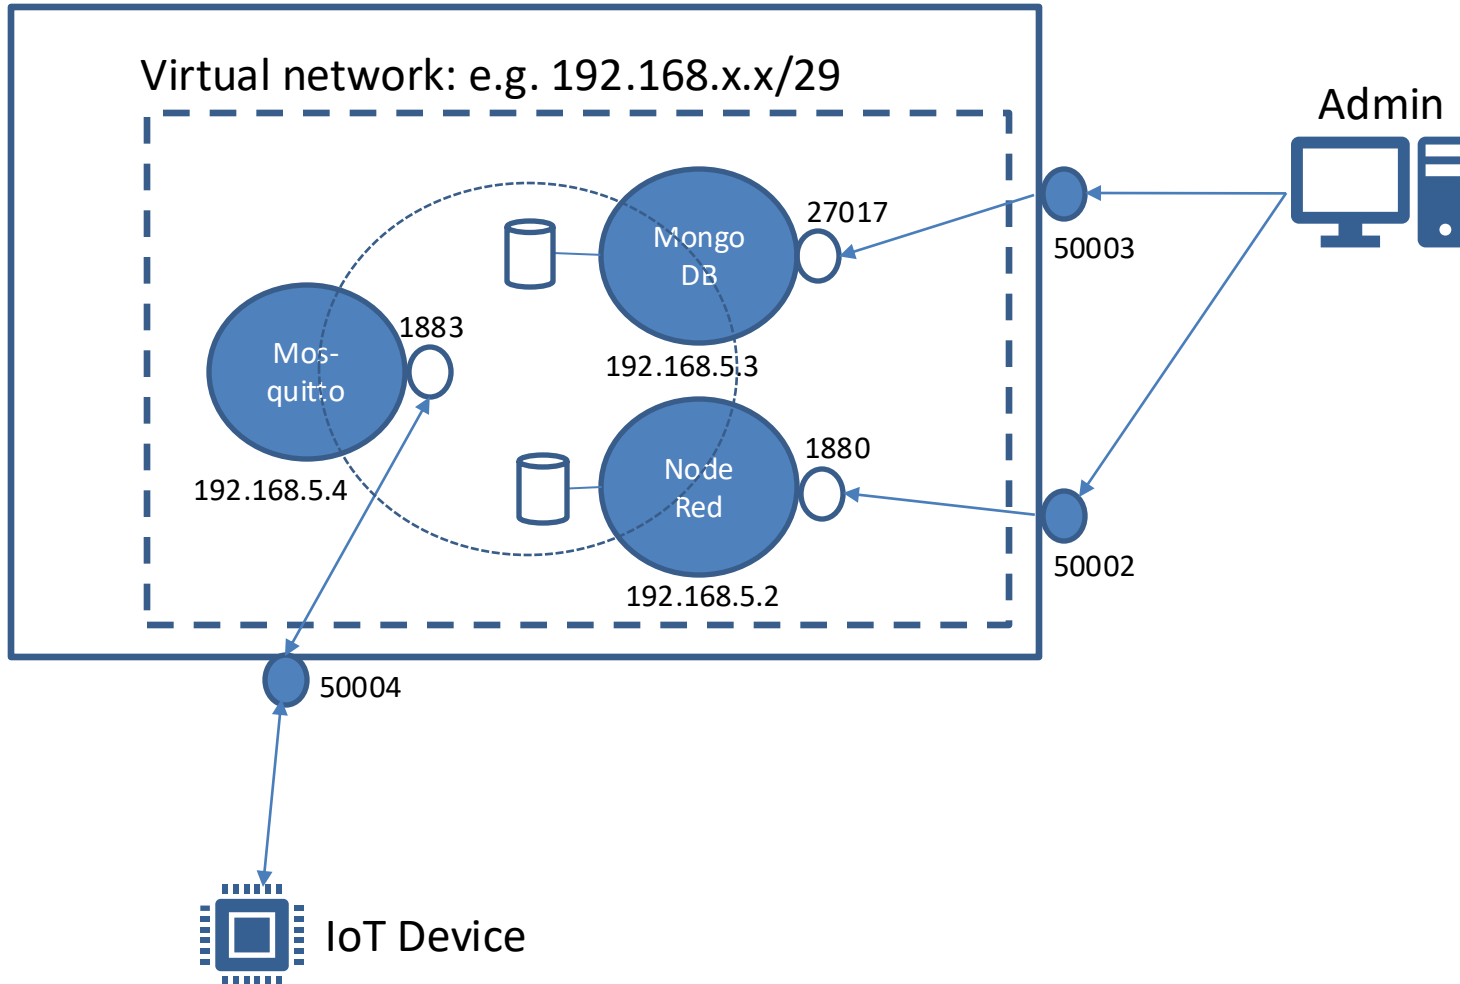 Virtual network: e.g. 192.168.x.x/29
Admin
27017
Mongo
DB
50003
1883
Mos-
quitto
192.168.5.3
1880
Node
Red
192.168.5.4
50002
192.168.5.2
50004
IoT Device